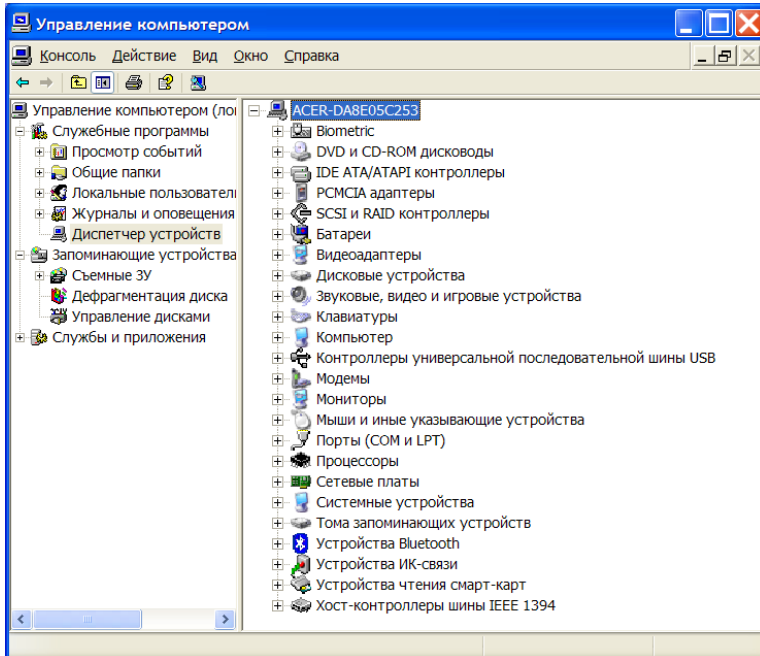 Управление компьютером
Консоль Действие Вид Окно Справка
Управление компьютером (ло
Служебные программы
Просмотр событий
Общие папки
Локальные пользовател
Журналы и оповещения
Диспетчер устройств
Запоминающие устройства
Съемные ЗУ
Дефрагментация диска
Управление дисками
Службы и приложения
ACER-DA8E05C253
Biometric
DVD и CD-ROM дисководы
IDE ATA/ATAPI контроллеры
PCMCIA адаптеры
SCSI и RAID контроллеры
Батареи
Видеоадаптеры
Дисковые устройства
Звуковые, видео и игровые устройства
Клавиатуры
Компьютер
Контроллеры универсальной последовательной шины USB
Модемы
Мониторы
Мыши и иные указывающие устройства
Порты (COM и LPT)
Процессоры
Сетевые платы
Системные устройства
Тома запоминающих устройств
Устройства Bluetooth
Устройства ИК-связи
Устройства чтения смарт-карт
Хост-контроллеры шины IEEE 1394